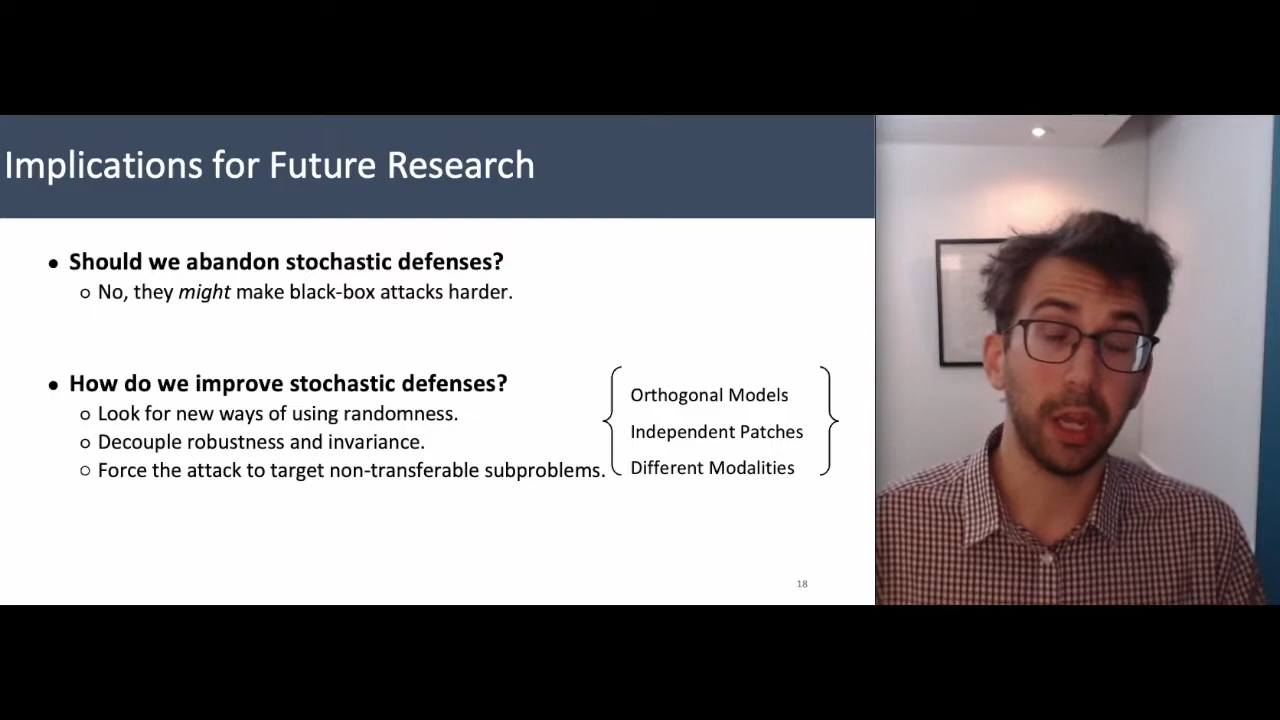 Implications for Future Research
● Should we abandon stochastic defenses?
○ No, they might make black-box attacks harder.
● How do we improve stochastic defenses?
○ Look for new ways of using randomness.
○ Decouple robustness and invariance.
○ Force the attack to target non-transferable subproblems.
Orthogonal Models
Independent Patches
Different Modalities
18